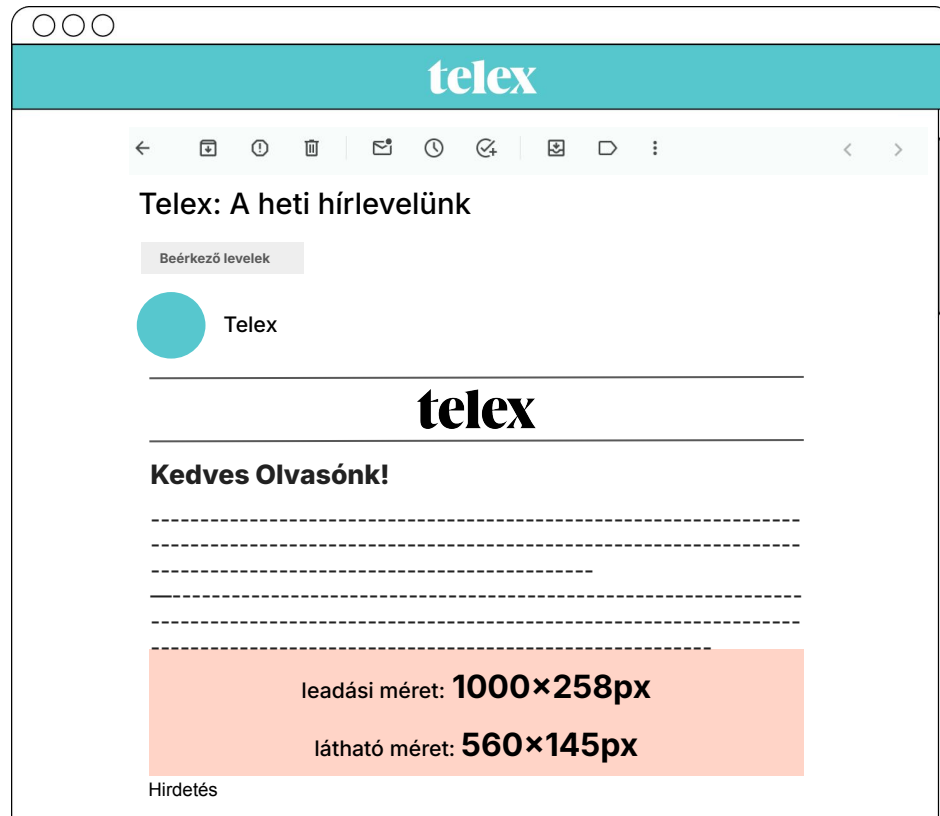 telex
Telex: A heti hírlevelünk
Beérkező levelek
Telex
telex
Kedves Olvasónk!
leadási méret: 1000×258px
látható méret: 560×145px
Hirdetés